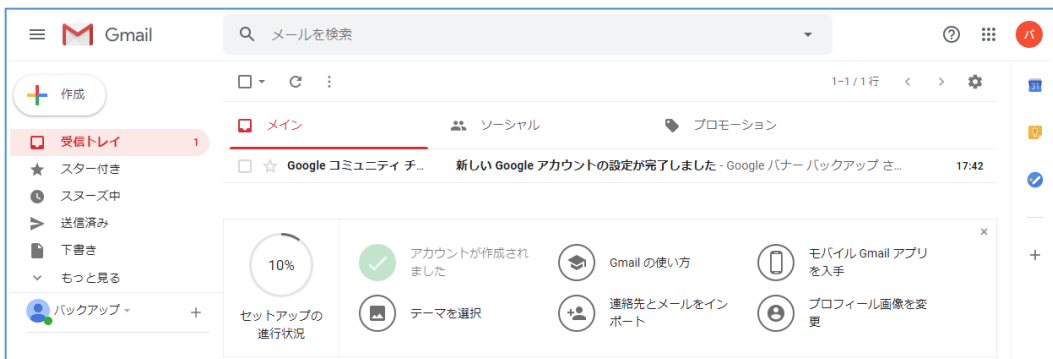 Gmail
メールを検索
バ
作成
1-1 / 1 行
メイン
ソーシャル
プロモーション
31
受信トレイ 1
Google コミュニティ チ... 新しい Google アカウントの設定が完了しました - Google バナー バックアップ さ... 17:42
スター付き
スヌーズ中
送信済み
下書き
もっと見る
バックアップ
10%
セットアップの
進行状況
アカウントが作成され
ました
Gmail の使い方
モバイル Gmail アプリ
を入手
テーマを選択
連絡先とメールをイン
ポート
プロフィール画像を変
更